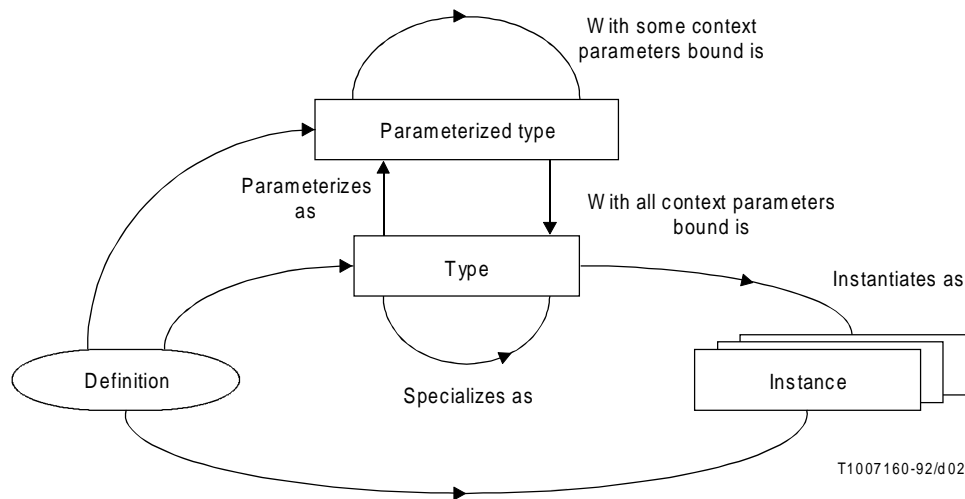 With some context
parameters bound is
Parameterized type
Parameterizes
as
With all context parameters
bound is
Type
Instantiates as
Definition
Specializes as
Instance
T1007160-92/d02